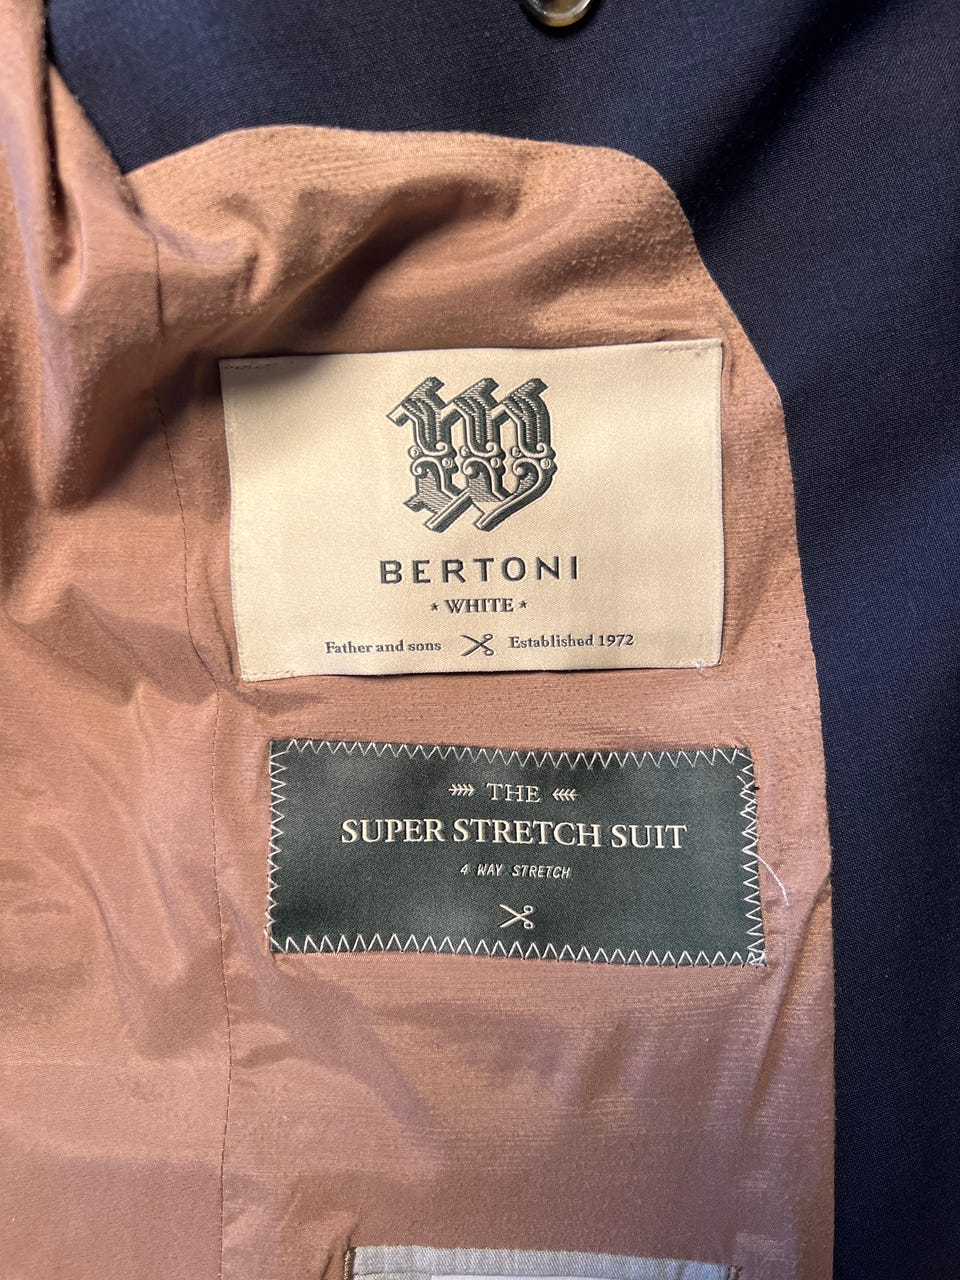 W
BERTONI
* WHITE *
Father and sons Established 1972
THE
SUPER STRETCH SUIT
4 WAY STRETCH